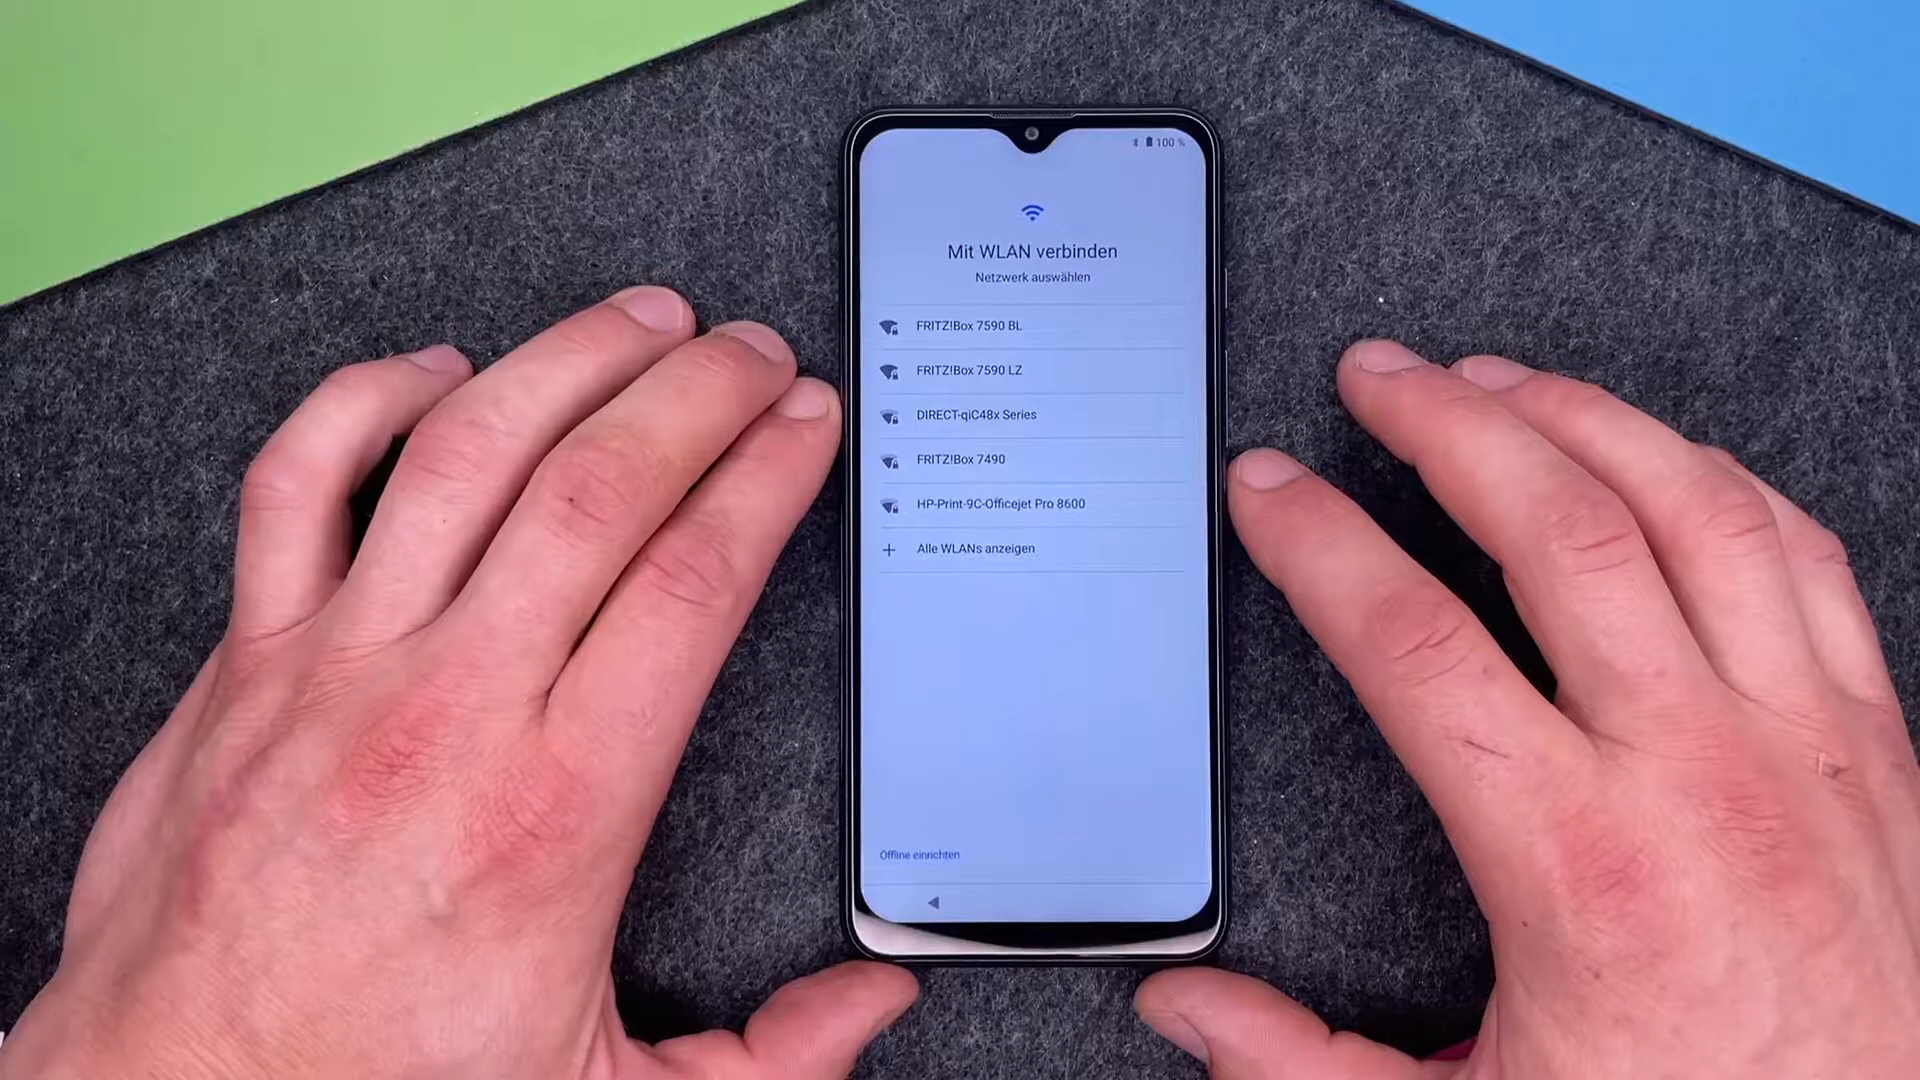 100 %
Mit WLAN verbinden
Netzwerk auswählen
FRITZ!Box 7590 BL
FRITZ!Box 7590 LZ
DIRECT-qiC48x Series
FRITZ!Box 7490
HP-Print-9C-Officejet Pro 8600
Alle WLANs anzeigen
Offline einrichten